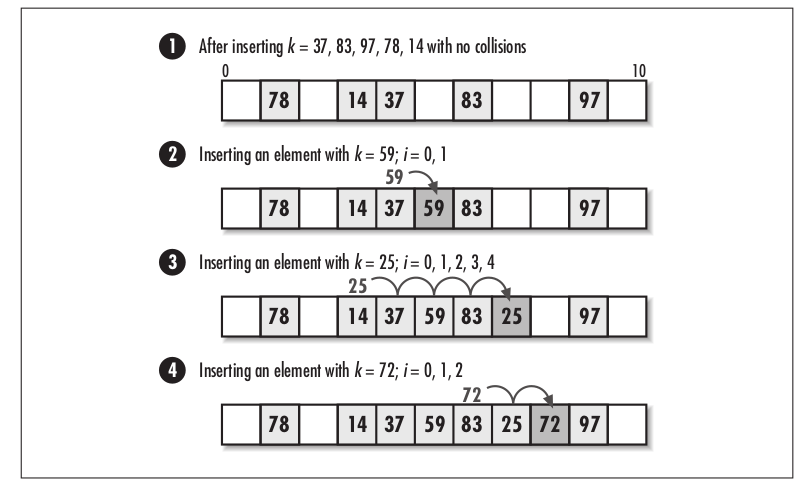 1 After inserting k = 37, 83, 97, 78, 14 with no collisions
0 10
78 14 37 83 97
2 Inserting an element with k = 59; i = 0, 1
59
78 14 37 59 83 97
3 Inserting an element with k = 25; i = 0, 1, 2, 3, 4
25
78 14 37 59 83 25 97
4 Inserting an element with k = 72; i = 0, 1, 2
72
78 14 37 59 83 25 72 97